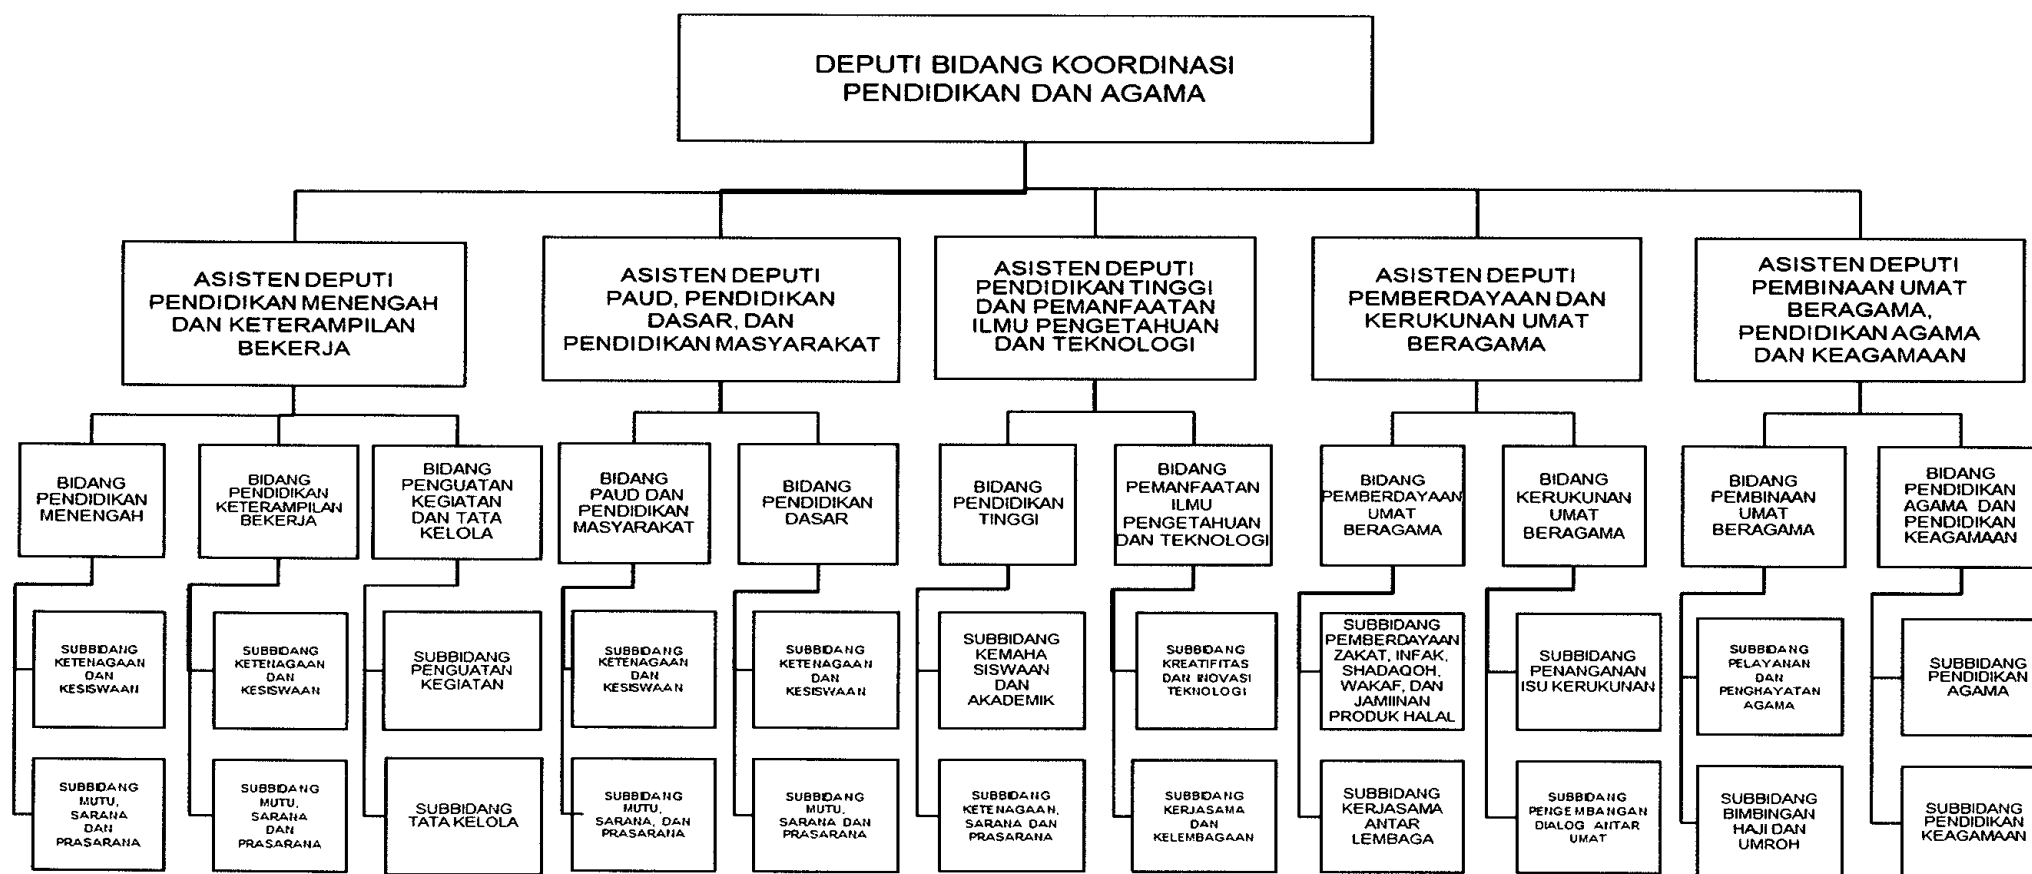 DEPUTI BIDANG KOORDINASI
PENDIDIKAN DAN AGAMA
ASISTEN DEPUTI
PENDIDIKAN MENENGAH
DAN KETERAMPILAN
BEKERJA
ASISTEN DEPUTI
PAUD, PENDIDIKAN
DASAR, DAN
PENDIDIKAN MASYARAKAT
ASISTEN DEPUTI
PENDIDIKAN TINGGI
DAN PEMANFAATAN
ILMU PENGETAHUAN
DAN TEKNOLOGI
ASISTEN DEPUTI
PEMBERDAYAAN DAN
KERUKUNAN UMAT
BERAGAMA
ASISTEN DEPUTI
PEMBINAAN UMAT
BERAGAMA,
PENDIDIKAN AGAMA
DAN KEAGAMAAN
BIDANG
PENDIDIKAN
MENENGAH
BIDANG
PENDIDIKAN
KETERAMPILAN
BEKERJA
BIDANG
PENGUATAN
KEGIATAN
DAN TATA
KELOLA
BIDANG
PAUD DAN
PENDIDIKAN
MASYARAKAT
BIDANG
PENDIDIKAN
DASAR
BIDANG
PENDIDIKAN
TINGGI
BIDANG
PEMANFAATAN
ILMU
PENGETAHUAN
DAN TEKNOLOGI
BIDANG
PEMBERDAYAAN
UMAT
BERAGAMA
BIDANG
KERUKUNAN
UMAT
BERAGAMA
BIDANG
PEMBINAAN
UMAT
BERAGAMA
BIDANG
PENDIDIKAN
AGAMA DAN
PENDIDIKAN
KEAGAMAAN
SUBBIDANG
KETENAGAAN
DAN
KESISWAAN
SUBBIDANG
KETENAGAAN
DAN
KESISWAAN
SUBBIDANG
PENGUATAN
KEGIATAN
SUBBIDANG
KETENAGAAN
DAN
KESISWAAN
SUBBIDANG
KETENAGAAN
DAN
KESISWAAN
SUBBIDANG
KEMAHA
SISWAAN
DAN
AKADEMIK
SUBBIDANG
KREATIFITAS
DAN INOVASI
TEKNOLOGI
SUBBIDANG
PEMBERDAYAAN
ZAKAT, INFAK,
SHADAQOH,
WAKAF, DAN
JAMIINAN
PRODUK HALAL
SUBBIDANG
PENANGANAN
ISU KERUKUNAN
SUBBIDANG
PELAYANAN
DAN
PENGHAYATAN
AGAMA
SUBBIDANG
PENDIDIKAN
AGAMA
SUBBIDANG
MUTU,
SARANA
DAN
PRASARANA
SUBBIDANG
MUTU,
SARANA
DAN
PRASARANA
SUBBIDANG
TATA KELOLA
SUBBIDANG
MUTU,
SARANA, DAN
PRASARANA
SUBBIDANG
MUTU,
SARANA DAN
PRASARANA
SUBBIDANG
KETENAGAAN,
SARANA DAN
PRASARANA
SUBBIDANG
KERJASAMA
DAN
KELEMBAGAAN
SUBBIDANG
KERJASAMA
ANTAR
LEMBAGA
SUBBIDANG
PENGEMBANGAN
DIALOG ANTAR
UMAT
SUBBIDANG
BIMBINGAN
HAJI DAN
UMROH
SUBBIDANG
PENDIDIKAN
KEAGAMAAN